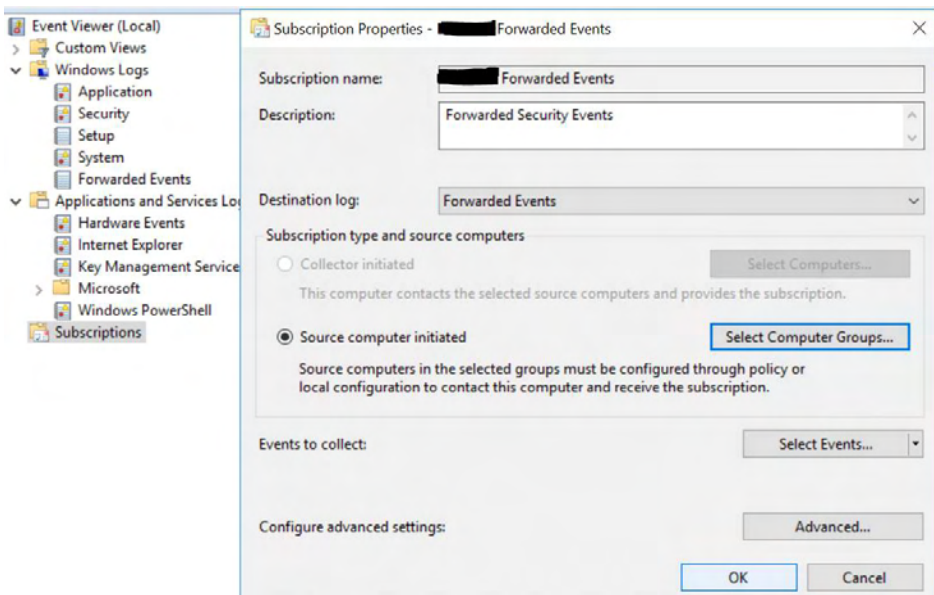 Event Viewer (Local)
Custom Views
Windows Logs
Application
Security
Setup
System
Forwarded Events
Applications and Services Lo
Hardware Events
Internet Explorer
Key Management Service
Microsoft
Windows PowerShell
Subscriptions
Subscription Properties - Forwarded Events
Subscription name: Forwarded Events
Description: Forwarded Security Events
Destination log: Forwarded Events
Subscription type and source computers
Collector initiated Select Computers...
This computer contacts the selected source computers and provides the subscription.
Source computer initiated Select Computer Groups...
Source computers in the selected groups must be configured through policy or
local configuration to contact this computer and receive the subscription.
Events to collect: Select Events...
Configure advanced settings: Advanced...
OK Cancel